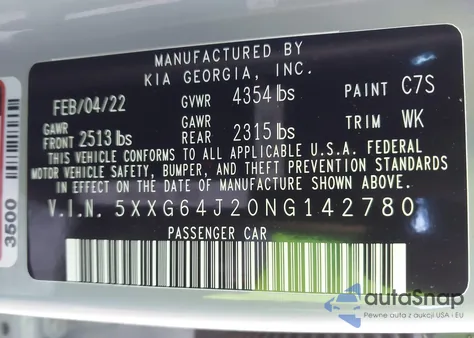 MANUFACTURED BY
KIA GEORGIA, INC.
FEB/04/22 GVWR 4354 lbs PAINT C7S
GAWR GAWR
FRONT 2513 lbs REAR 2315 lbs TRIM WK
THIS VEHICLE CONFORMS TO ALL APPLICABLE U.S.A. FEDERAL
MOTOR VEHICLE SAFETY, BUMPER, AND THEFT PREVENTION STANDARDS
IN EFFECT ON THE DATE OF MANUFACTURE SHOWN ABOVE.
V.I.N. 5XXG64J20NG142780
PASSENGER CAR
3500
autoSnap
Pewne auta z aukcji USA i EU